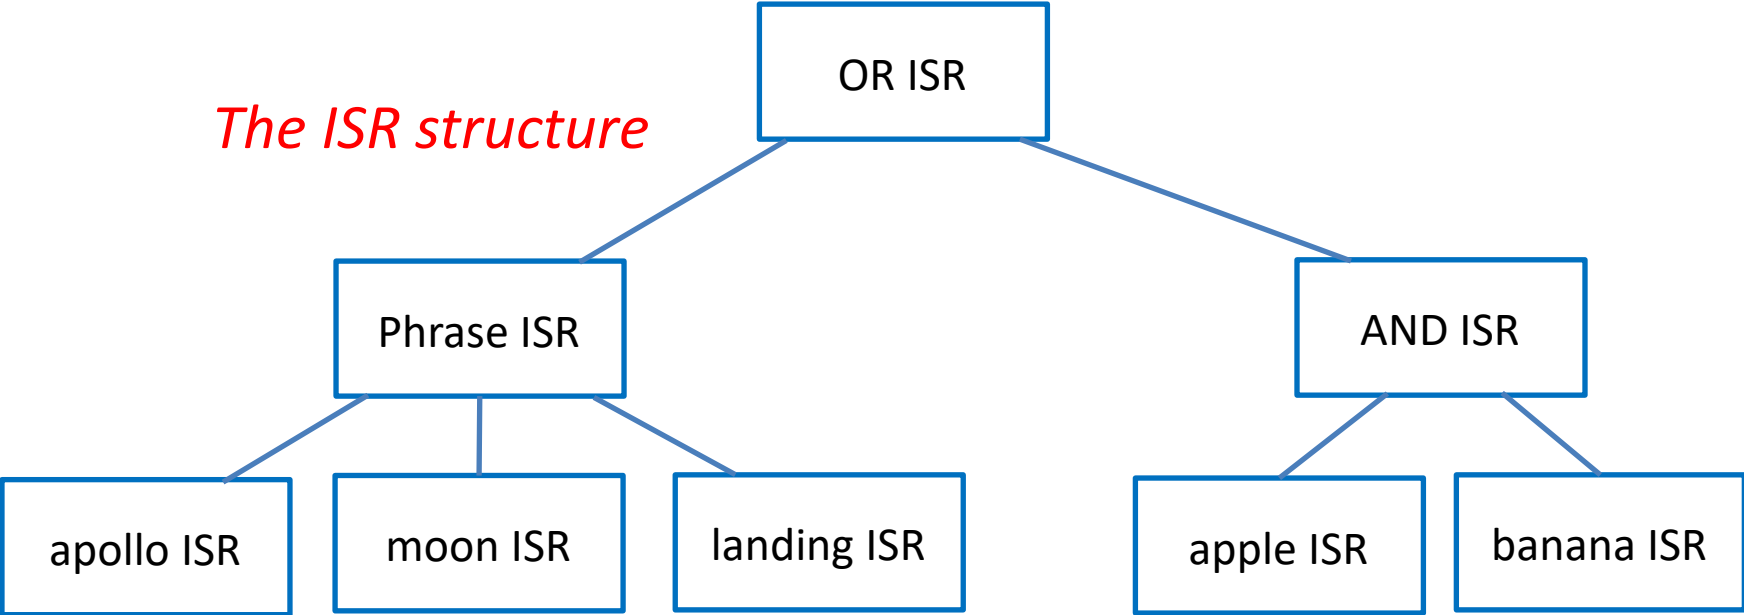 OR ISR
The ISR structure
Phrase ISR
AND ISR
apollo ISR
moon ISR
landing ISR
apple ISR
banana ISR